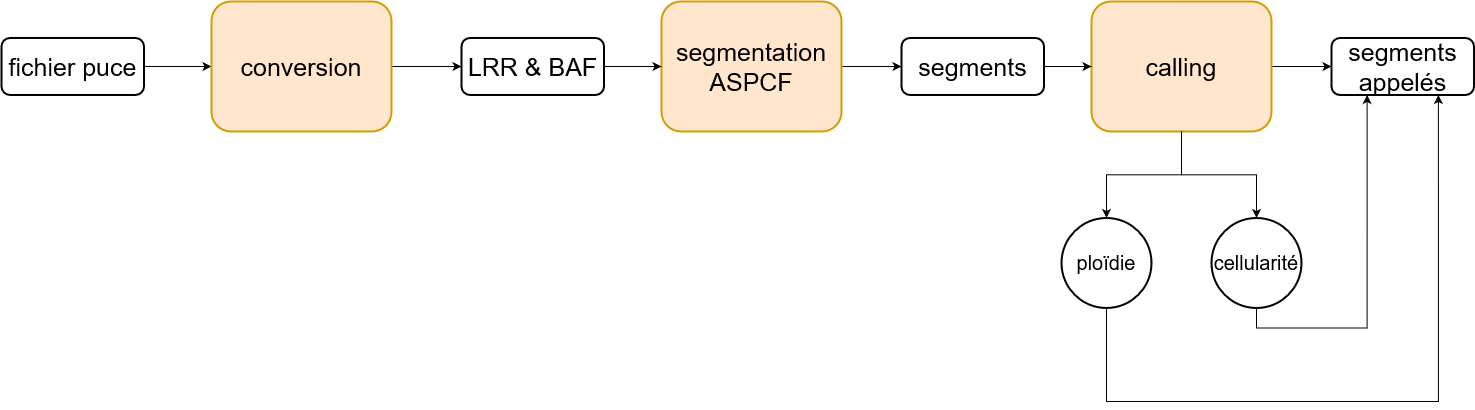 fichier puce
conversion
LRR & BAF
segmentation
ASPCF
segments
calling
segments
appelés
ploïdie
cellularité